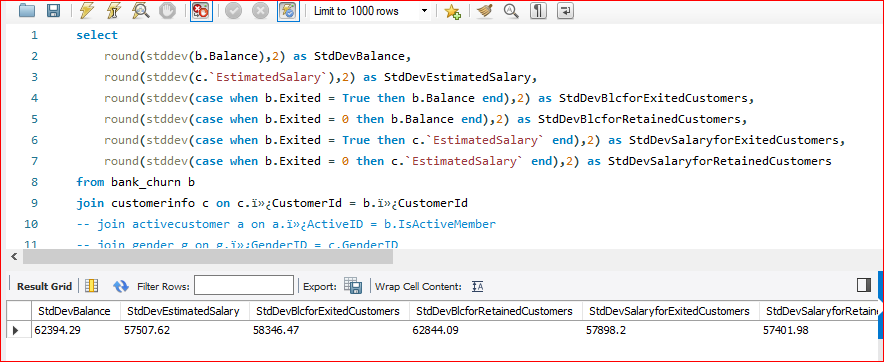 Limit to 1000 rows
1 select
2 round(stddev(b.Balance),2) as StdDevBalance,
3 round(stddev(c.`EstimatedSalary`),2) as StdDevEstimatedSalary,
4 round(stddev(case when b.Exited = True then b.Balance end),2) as StdDevBlcforExitedCustomers,
5 round(stddev(case when b.Exited = 0 then b.Balance end),2) as StdDevBlcforRetainedCustomers,
6 round(stddev(case when b.Exited = True then c.`EstimatedSalary` end),2) as StdDevSalaryforExitedCustomers,
7 round(stddev(case when b.Exited = 0 then c.`EstimatedSalary` end),2) as StdDevSalaryforRetainedCustomers
8 from bank_churn b
9 join customerinfo c on c.ï»¿CustomerId = b.ï»¿CustomerId
10 -- join activecustomer a on a.ï»¿ActiveID = b.IsActiveMember
11 -- join gender g on g.ï»¿GenderID = c.GenderID
Result Grid Filter Rows: Export: Wrap Cell Content: IA
StdDevBalance StdDevEstimatedSalary StdDevBlcforExitedCustomers StdDevBlcforRetainedCustomers StdDevSalaryforExitedCustomers StdDevSalaryforRetaine
62394.29 57507.62 58346.47 62844.09 57898.2 57401.98